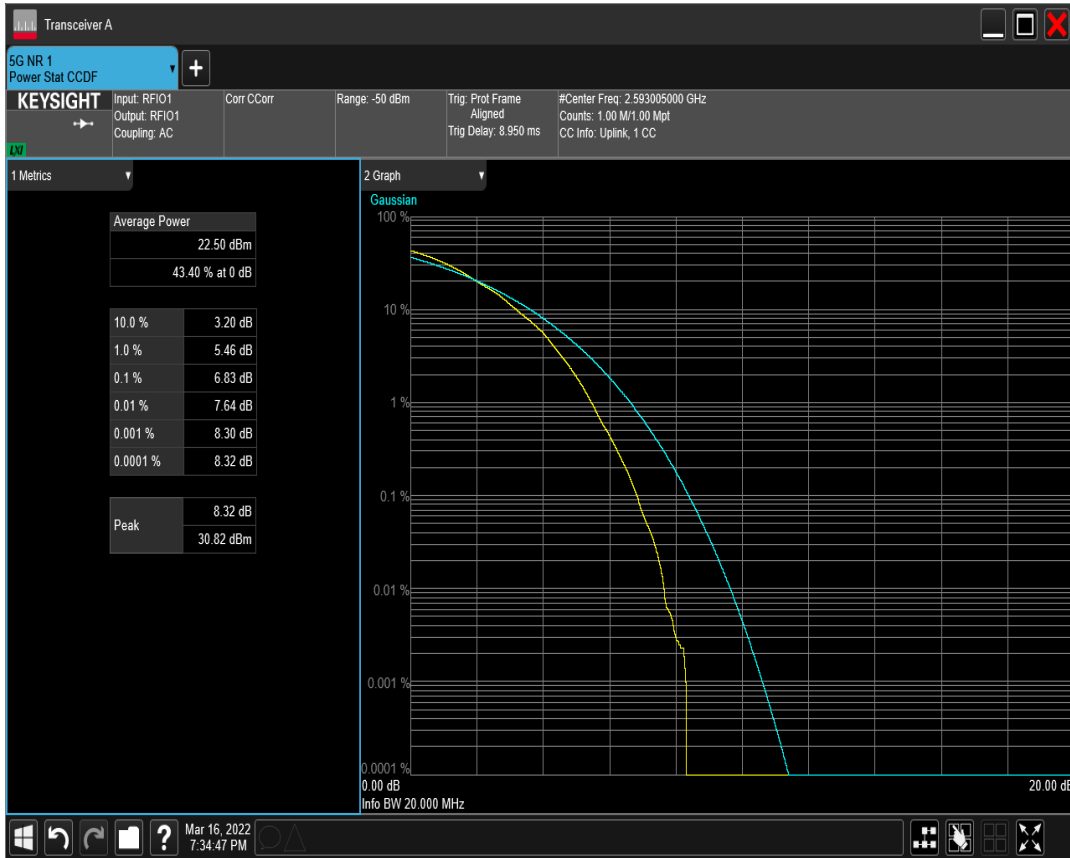 Transceiver A
5G NR 1
Power Stat CCDF
+
KEYSIGHT
LXI
Input: RFIO1
Output: RFIO1
Coupling: AC
Corr CCorr
Range: -50 dBm
Trig: Prot Frame
Aligned
Trig Delay: 8.950 ms
#Center Freq: 2.593005000 GHz
Counts: 1.00 M/1.00 Mpt
CC Info: Uplink, 1 CC
1 Metrics
Average Power
22.50 dBm
43.40 % at 0 dB
10.0 % 3.20 dB
1.0 % 5.46 dB
0.1 % 6.83 dB
0.01 % 7.64 dB
0.001 % 8.30 dB
0.0001 % 8.32 dB
Peak 8.32 dB
30.82 dBm
2 Graph
Gaussian
100 %
10 %
1 %
0.1 %
0.01 %
0.001 %
0.0001 %
0.00 dB 20.00 dB
Info BW 20.000 MHz
?
Mar 16, 2022
7:34:47 PM